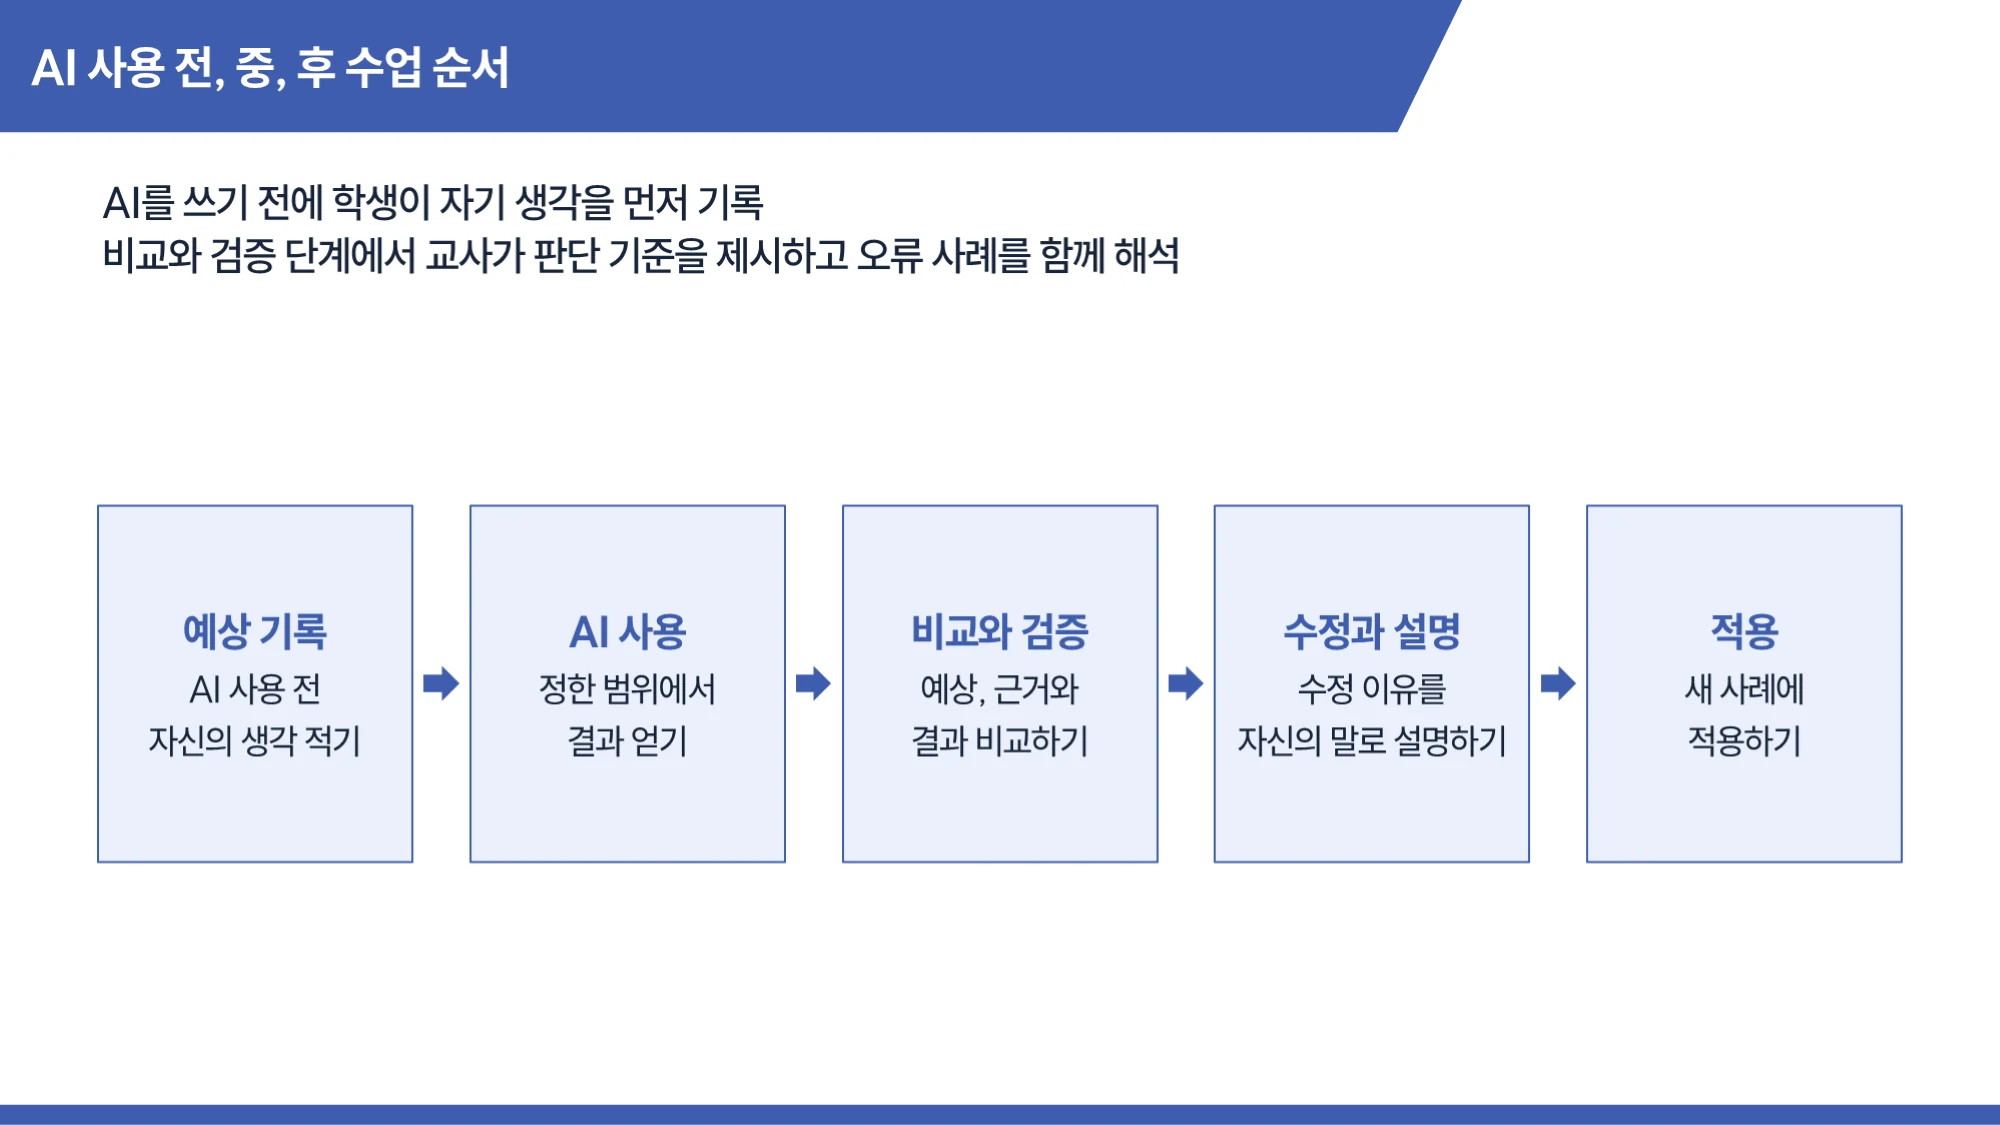 AI 사용 전, 중, 후 수업 순서
AI를 쓰기 전에 학생이 자기 생각을 먼저 기록
비교와 검증 단계에서 교사가 판단 기준을 제시하고 오류 사례를 함께 해석
예상 기록
AI 사용 전
자신의 생각 적기
AI 사용
정한 범위에서
결과 얻기
비교와 검증
예상, 근거와
결과 비교하기
수정과 설명
수정 이유를
자신의 말로 설명하기
적용
새 사례에
적용하기